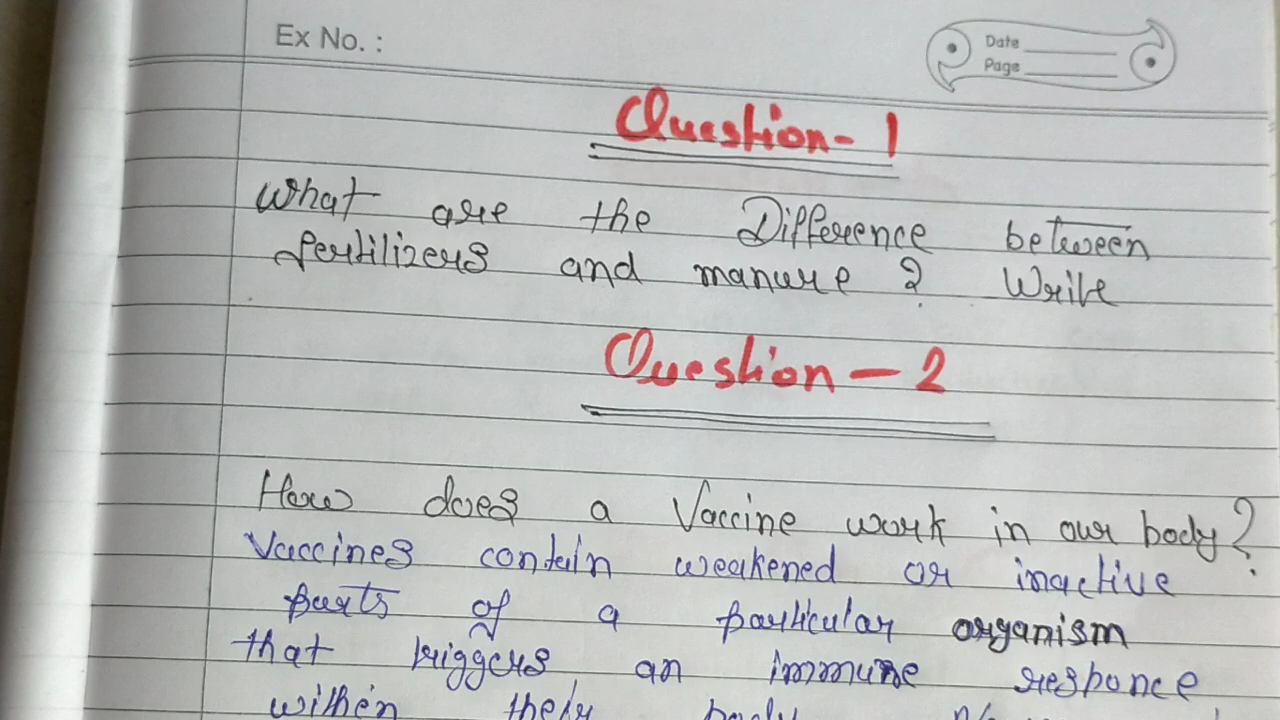 Ex No. :
Date
Page
Question - 1
What are the Difference between
fertilizers and manure ? Write
Question - 2
How does a Vaccine work in our body?
Vaccines contain weakened or inactive
parts of a particular organism
that triggers an immune responce
within body